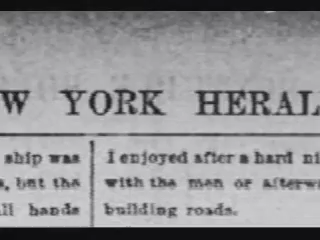 W YORK HERAL
ship was
, but the
ll hands
I enjoyed after a hard ni
with the men or afterw
building roads.